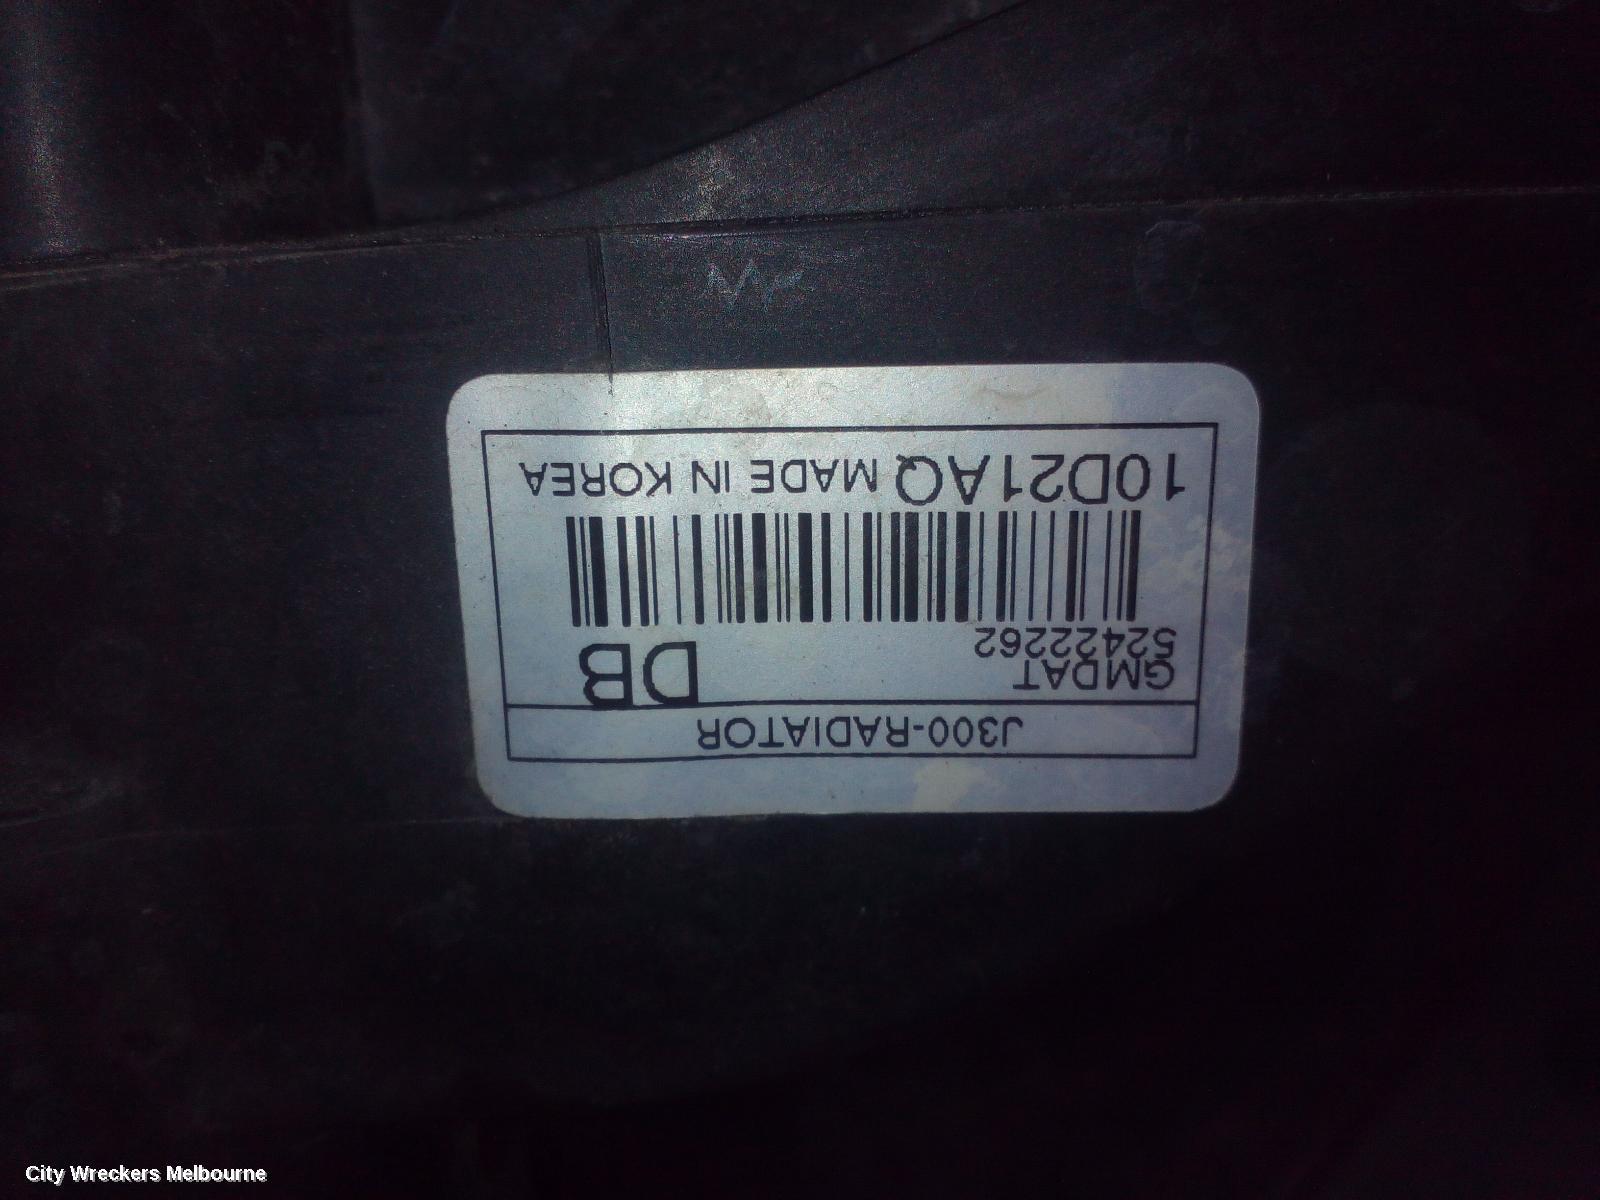 J300-RADIATOR
GMDAT DB
52422262
10D21AQ MADE IN KOREA
City Wreckers Melbourne